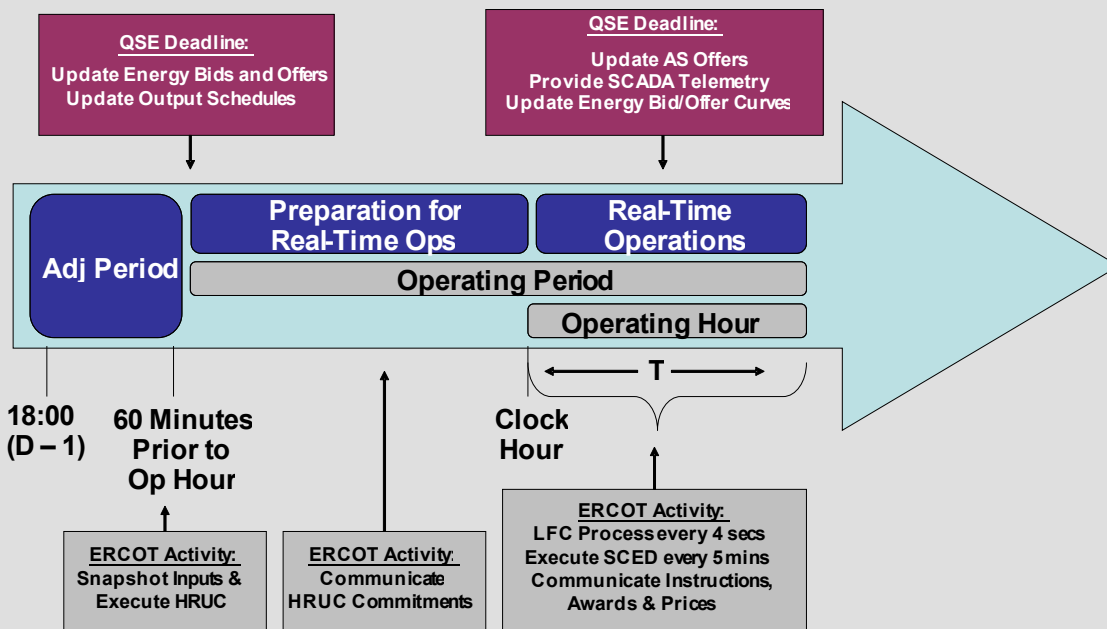 QSE Deadline:
Update Energy Bids and Offers
Update Output Schedules
QSE Deadline:
Update AS Offers
Provide SCADA Telemetry
Update Energy Bid/Offer Curves
Adj Period
Preparation for
Real-Time Ops
Real-Time
Operations
Operating Period
Operating Hour
T
18:00
(D – 1)
60 Minutes
Prior to
Op Hour
Clock
Hour
ERCOT Activity:
Snapshot Inputs &
Execute HRUC
ERCOT Activity:
Communicate
HRUC Commitments
ERCOT Activity:
LFC Process every 4 secs
Execute SCED every 5 mins
Communicate Instructions,
Awards & Prices